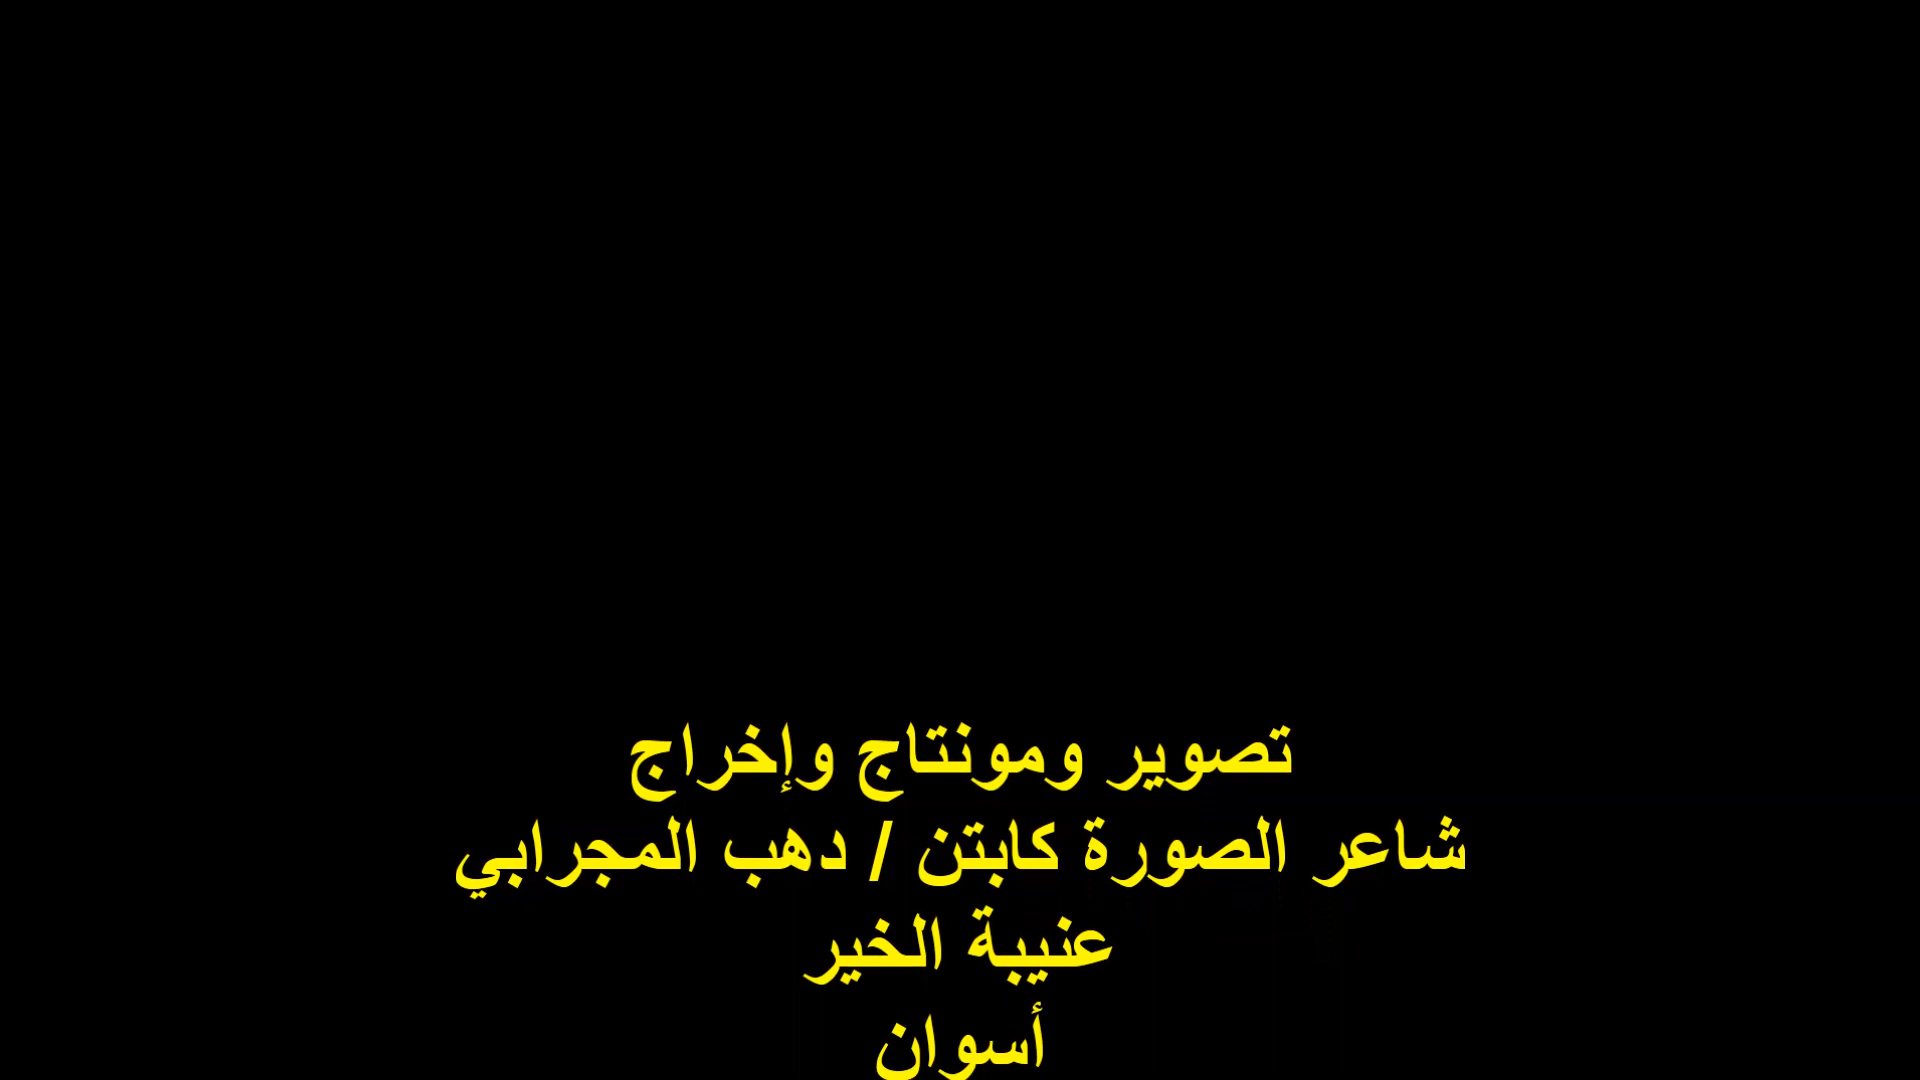 تصوير ومونتاج وإخراج
شاعر الصورة كابتن / دهب المجرابي
عنيبة الخير
أسوان